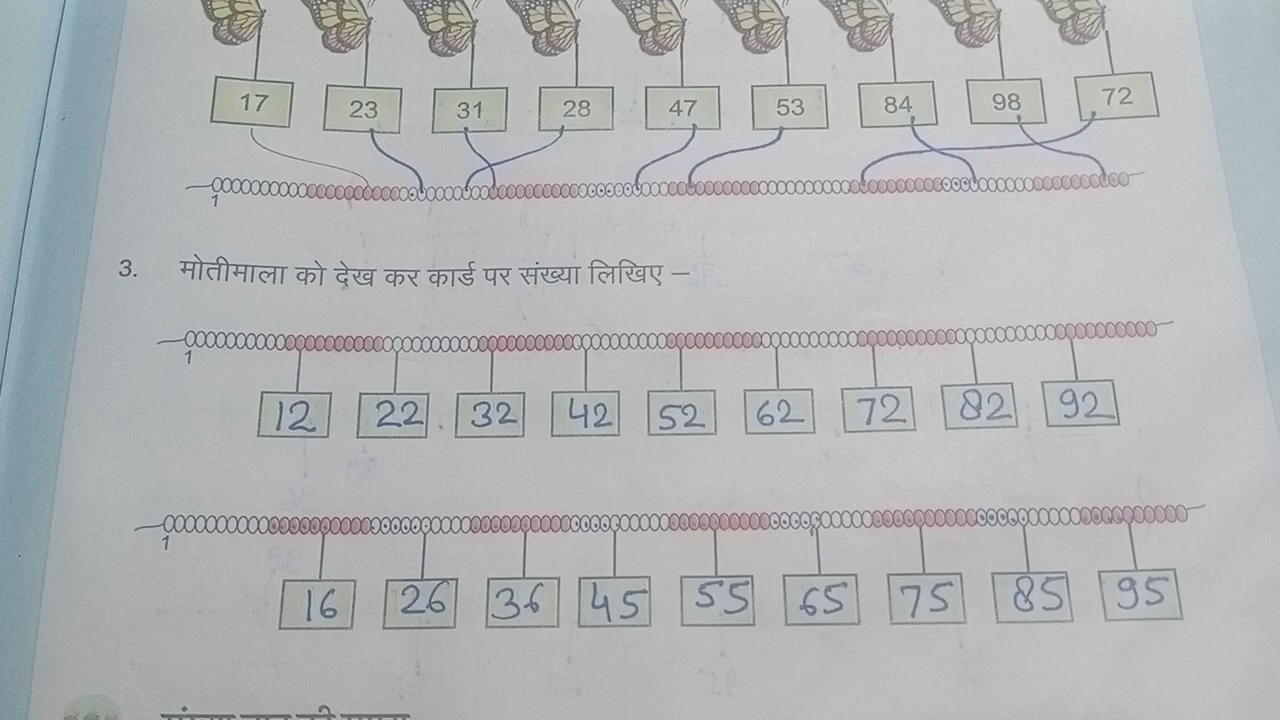 17 23 31 28 47 53 84 98 72
1
3. मोतीमाला को देख कर कार्ड पर संख्या लिखिए –
1
12 22 32 42 52 62 72 82 92
1
16 26 36 45 55 65 75 85 95